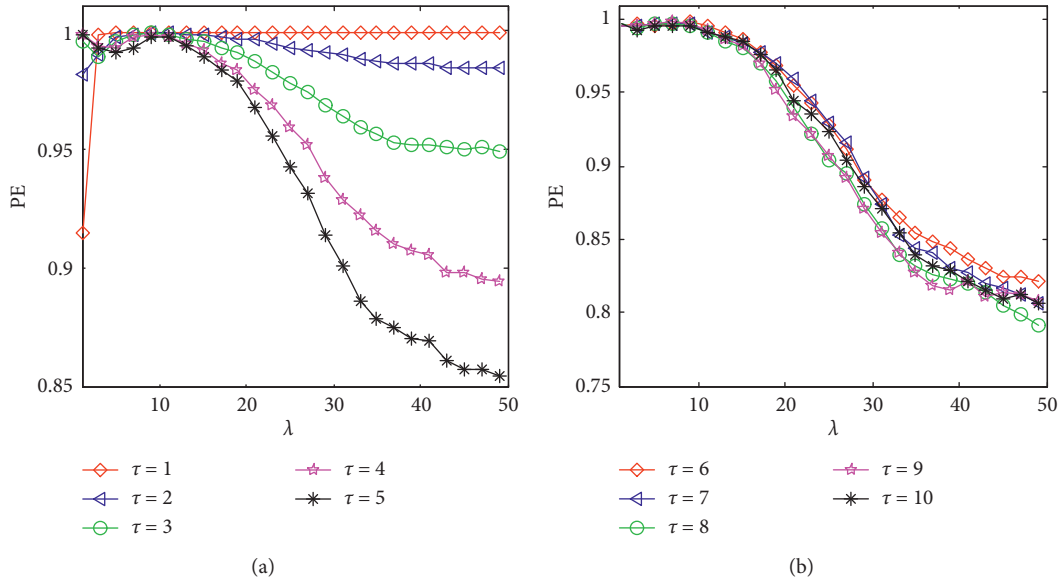 1
0.95
0.9
0.85
PE
10
20
30
40
50
λ
τ = 1
τ = 2
τ = 3
τ = 4
τ = 5
(a)
1
0.95
0.9
0.85
0.8
0.75
PE
10
20
30
40
50
λ
τ = 6
τ = 7
τ = 8
τ = 9
τ = 10
(b)